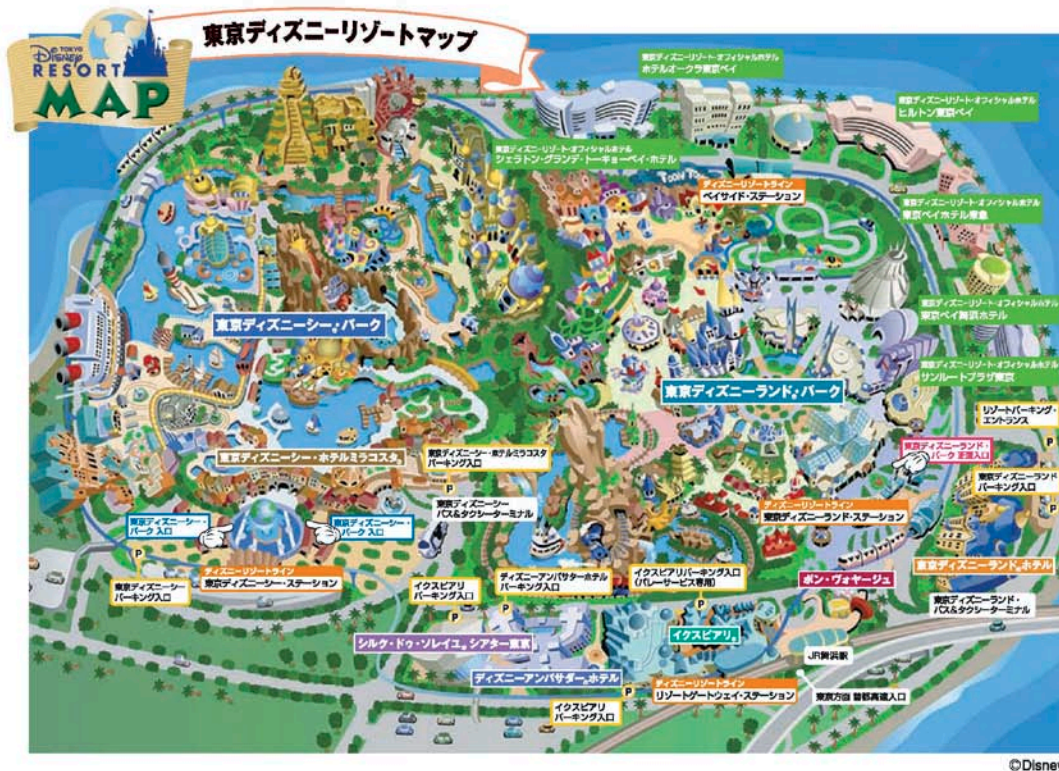 TOKYO
Disney
RESORT
MAP
東京ディズニーリゾートマップ
東京ディズニーリゾート・オフィシャルホテル
ホテルオークラ東京ベイ
東京ディズニーリゾート・オフィシャルホテル
ヒルトン東京ベイ
東京ディズニーリゾート・オフィシャルホテル
シェラトン・グランデ・トーキョーベイ・ホテル
ディズニーリゾートライン
ベイサイド・ステーション
東京ディズニーリゾート・オフィシャルホテル
東京ベイホテル東急
東京ディズニーリゾート・オフィシャルホテル
東京ベイ舞浜ホテル
東京ディズニーシー®・パーク
東京ディズニーリゾート・オフィシャルホテル
サンルートプラザ東京
東京ディズニーランド®・パーク
リゾートパーキング・
エントランス
P
東京ディズニーシー・ホテルミラコスタ®
東京ディズニーシー・ホテルミラコスタ
パーキング入口
P
東京ディズニーランド・
パーク 正面入口
東京ディズニーランド
パーキング入口
P
東京ディズニーシー
バス&タクシーターミナル
ディズニーリゾートライン
東京ディズニーランド・ステーション
東京ディズニーシー・
パーク 入口
東京ディズニーシー・
パーク 入口
P
東京ディズニーシー
パーキング入口
ディズニーリゾートライン
東京ディズニーシー・ステーション
イクスピアリ
パーキング入口
P
ディズニーアンバサダーホテル
パーキング入口
P
イクスピアリパーキング入口
(バレーサービス専用)
P
ボン・ヴォヤージュ
東京ディズニーランド®ホテル
東京ディズニーランド・
バス&タクシーターミナル
シルク・ドゥ・ソレイユ® シアター東京
イクスピアリ®
JR舞浜駅
ディズニーアンバサダー®ホテル
ディズニーリゾートライン
リゾートゲートウェイ・ステーション
東京方面 首都高速入口
P
イクスピアリ
パーキング入口
©Disney